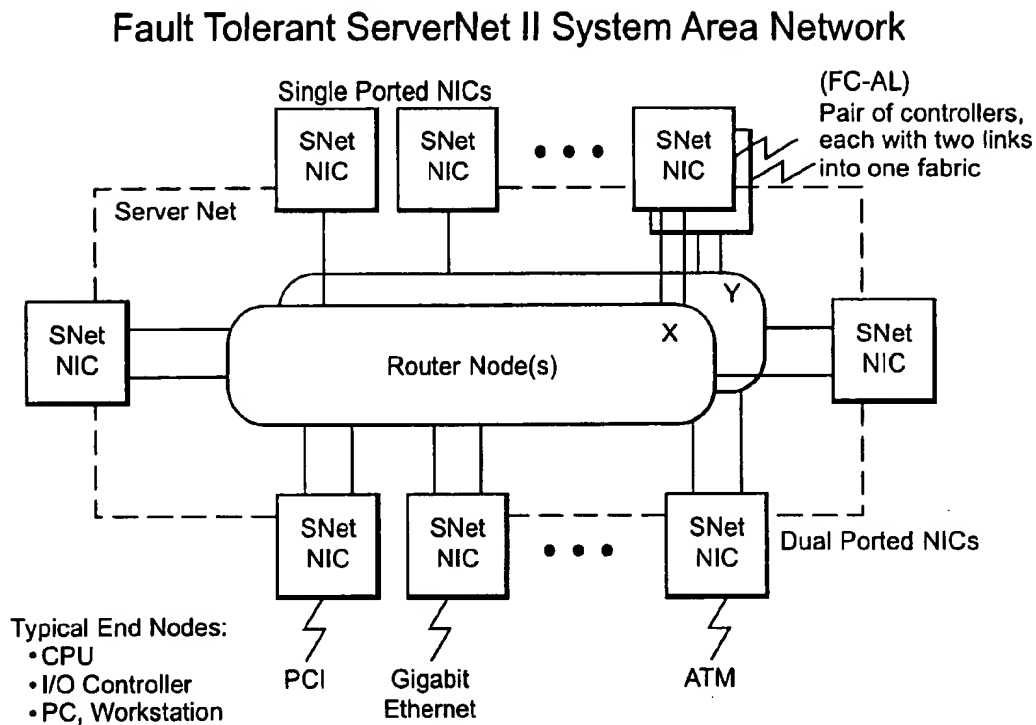 Fault Tolerant ServerNet II System Area Network
Single Ported NICs
(FC-AL)
Pair of controllers,
each with two links
into one fabric
SNet
NIC
SNet
NIC
SNet
NIC
Server Net
SNet
NIC
Y
X
Router Node(s)
SNet
NIC
SNet
NIC
SNet
NIC
SNet
NIC
Dual Ported NICs
Typical End Nodes:
• CPU
• I/O Controller
• PC, Workstation
PCI
Gigabit
Ethernet
ATM